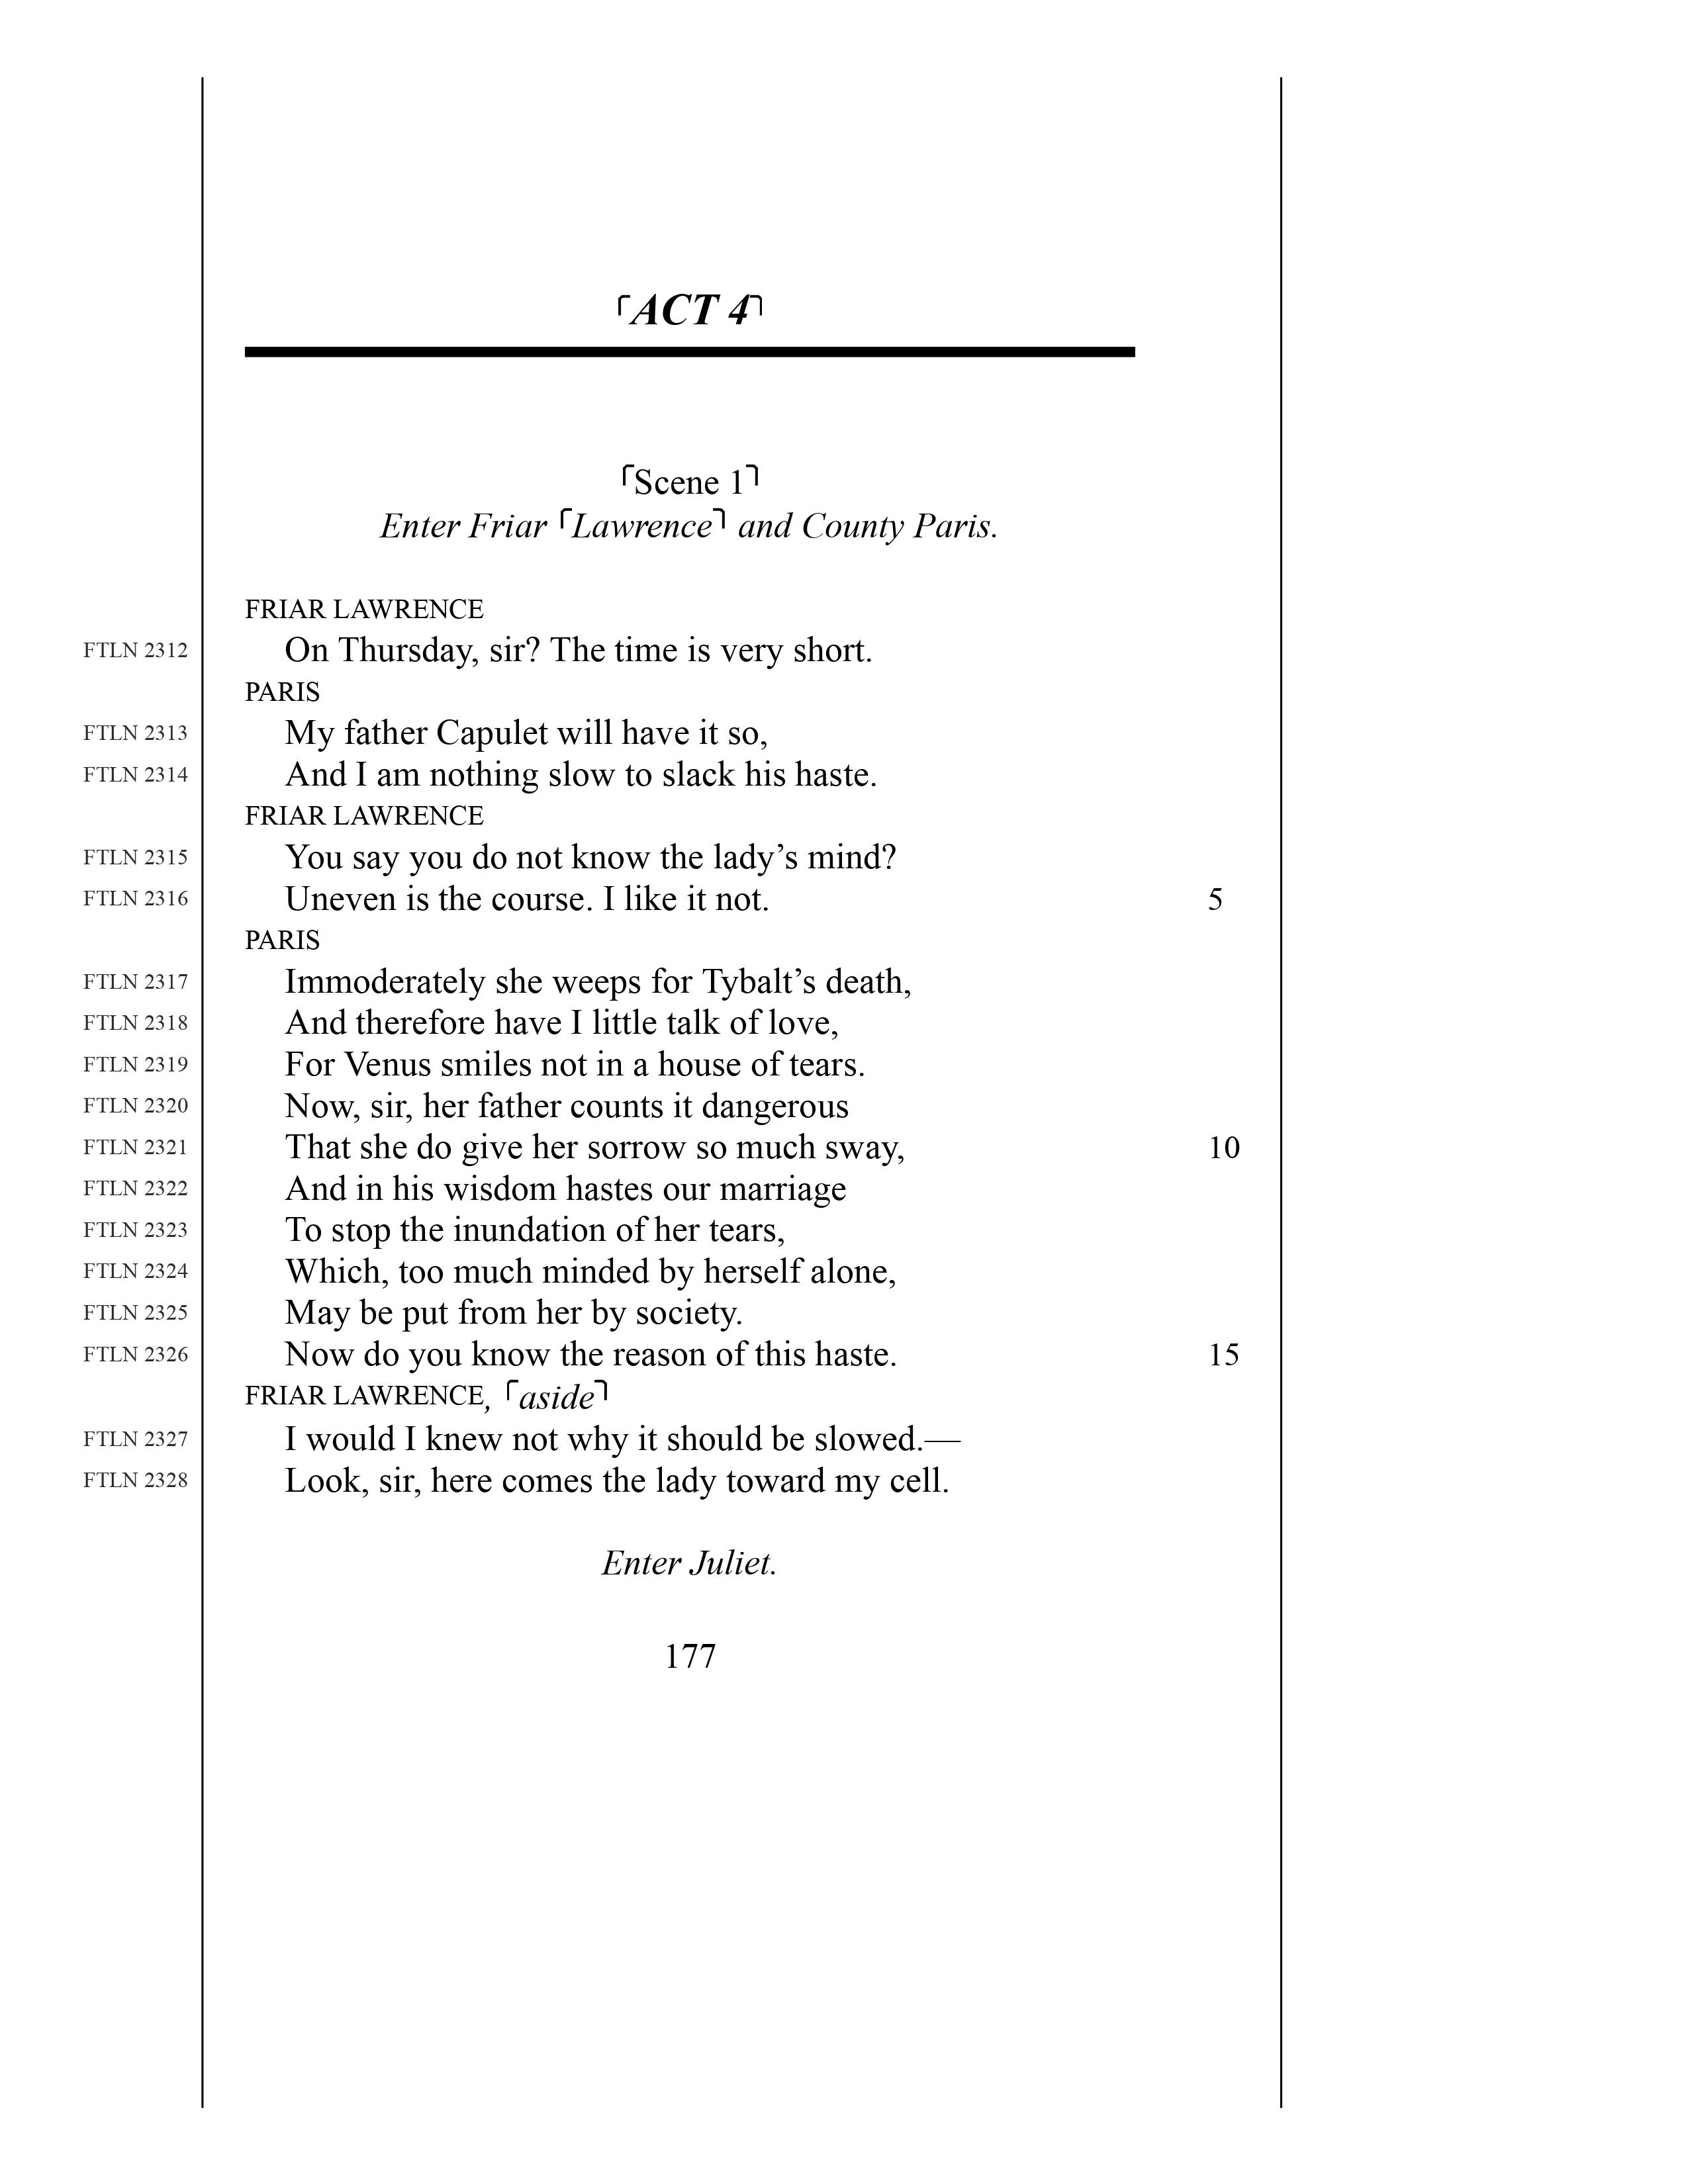 ⌜ACT 4⌝
⌜Scene 1⌝
Enter Friar ⌜Lawrence⌝ and County Paris.
FRIAR LAWRENCE
FTLN 2312 On Thursday, sir? The time is very short.
PARIS
FTLN 2313 My father Capulet will have it so,
FTLN 2314 And I am nothing slow to slack his haste.
FRIAR LAWRENCE
FTLN 2315 You say you do not know the lady’s mind?
FTLN 2316 Uneven is the course. I like it not. 5
PARIS
FTLN 2317 Immoderately she weeps for Tybalt’s death,
FTLN 2318 And therefore have I little talk of love,
FTLN 2319 For Venus smiles not in a house of tears.
FTLN 2320 Now, sir, her father counts it dangerous
FTLN 2321 That she do give her sorrow so much sway, 10
FTLN 2322 And in his wisdom hastes our marriage
FTLN 2323 To stop the inundation of her tears,
FTLN 2324 Which, too much minded by herself alone,
FTLN 2325 May be put from her by society.
FTLN 2326 Now do you know the reason of this haste. 15
FRIAR LAWRENCE, ⌜aside⌝
FTLN 2327 I would I knew not why it should be slowed.—
FTLN 2328 Look, sir, here comes the lady toward my cell.
Enter Juliet.
177